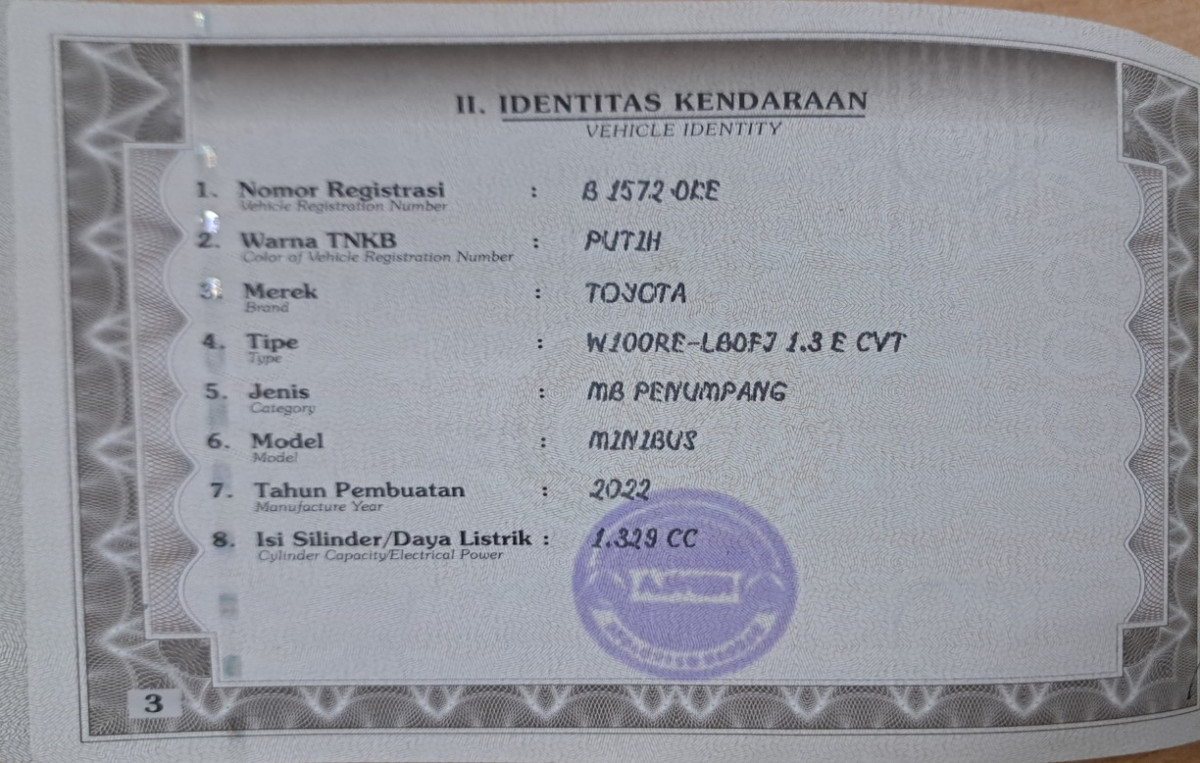 II. IDENTITAS KENDARAAN
VEHICLE IDENTITY
1. Nomor Registrasi : B 1572 OKE
Vehicle Registration Number
2. Warna TNKB : PUTIH
Color of Vehicle Registration Number
3. Merek : TOYOTA
Brand
4. Tipe : W100RE-LBOFJ 1.3 E CVT
Type
5. Jenis : MB PENUMPANG
Category
6. Model : MINIBUS
Model
7. Tahun Pembuatan : 2022
Manufacture Year
8. Isi Silinder/Daya Listrik : 1.329 CC
Cylinder Capacity/Electrical Power
3